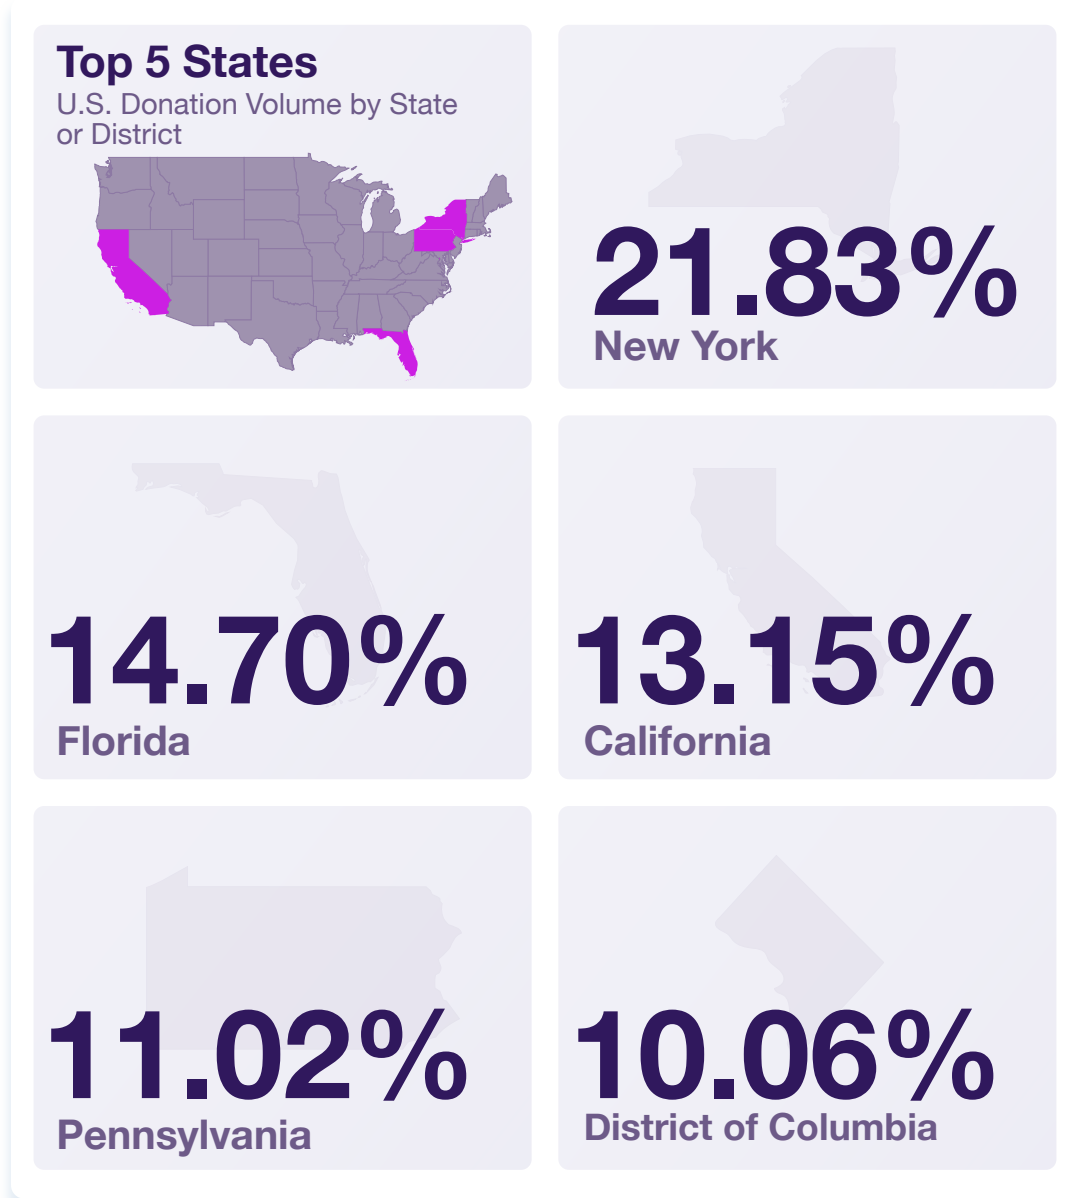 Top 5 States
U.S. Donation Volume by State
or District
21.83%
New York
14.70%
Florida
13.15%
California
11.02%
Pennsylvania
10.06%
District of Columbia